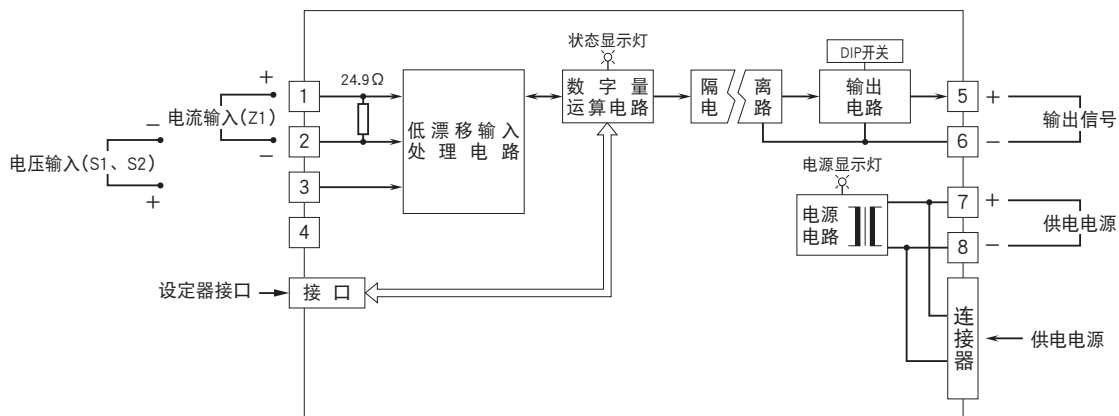 状态显示灯
DIP开关
+
1
24.9Ω
电流输入(Z1)
低漂移输入
处理电路
数字量
运算电路
隔
电
离
路
输出
电路
5
+
输出信号
−
2
−
6
−
电压输入(S1、S2)
+
3
4
电源显示灯
电源
电路
7
+
供电电源
8
−
设定器接口
接口
连接器
供电电源